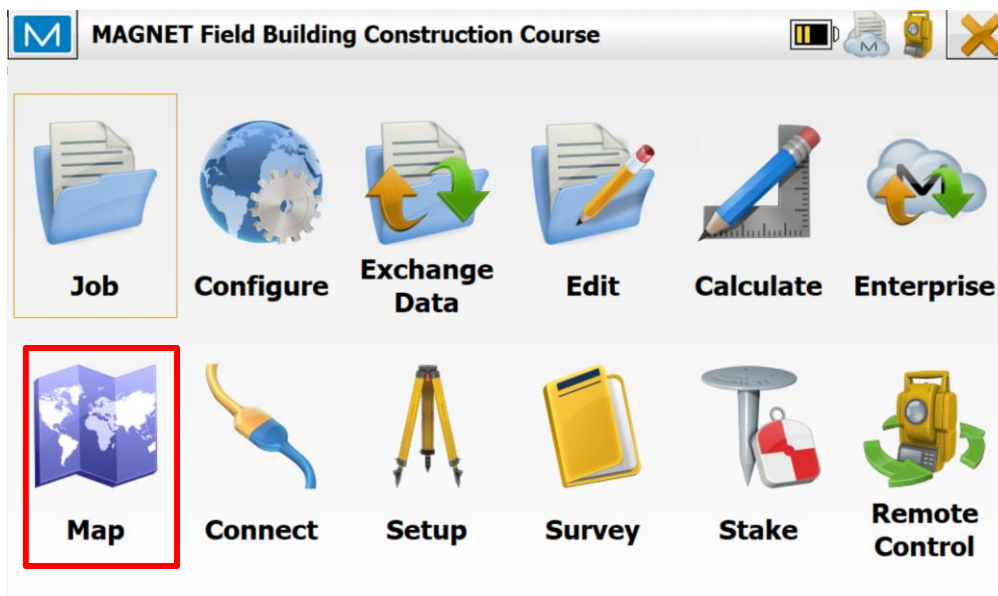 MAGNET Field Building Construction Course
Job
Configure
Exchange
Data
Edit
Calculate
Enterprise
Map
Connect
Setup
Survey
Stake
Remote
Control